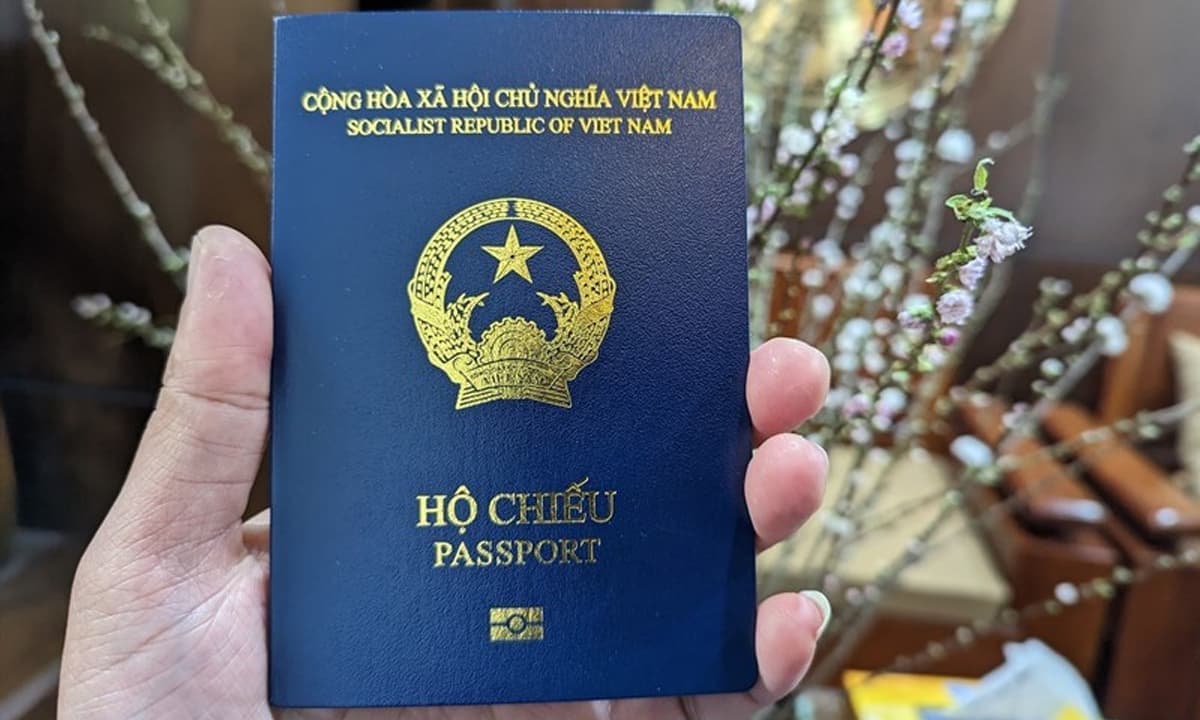 CỘNG HÒA XÃ HỘI CHỦ NGHĨA VIỆT NAM
SOCIALIST REPUBLIC OF VIET NAM
HỘ CHIẾU
PASSPORT